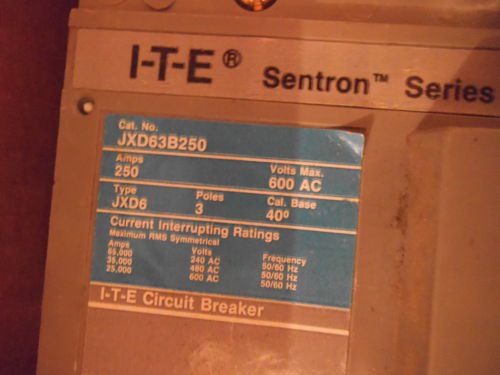 I-T-E® Sentron™ Series
Cat. No.
JXD63B250
Amps Volts Max.
250 600 AC
Type Poles Cal. Base
JXD6 3 40º
Current Interrupting Ratings
Maximum RMS Symmetrical
Amps Volts Frequency
65,000 240 AC 50/60 Hz
35,000 480 AC 50/60 Hz
25,000 600 AC 50/60 Hz
I-T-E Circuit Breaker